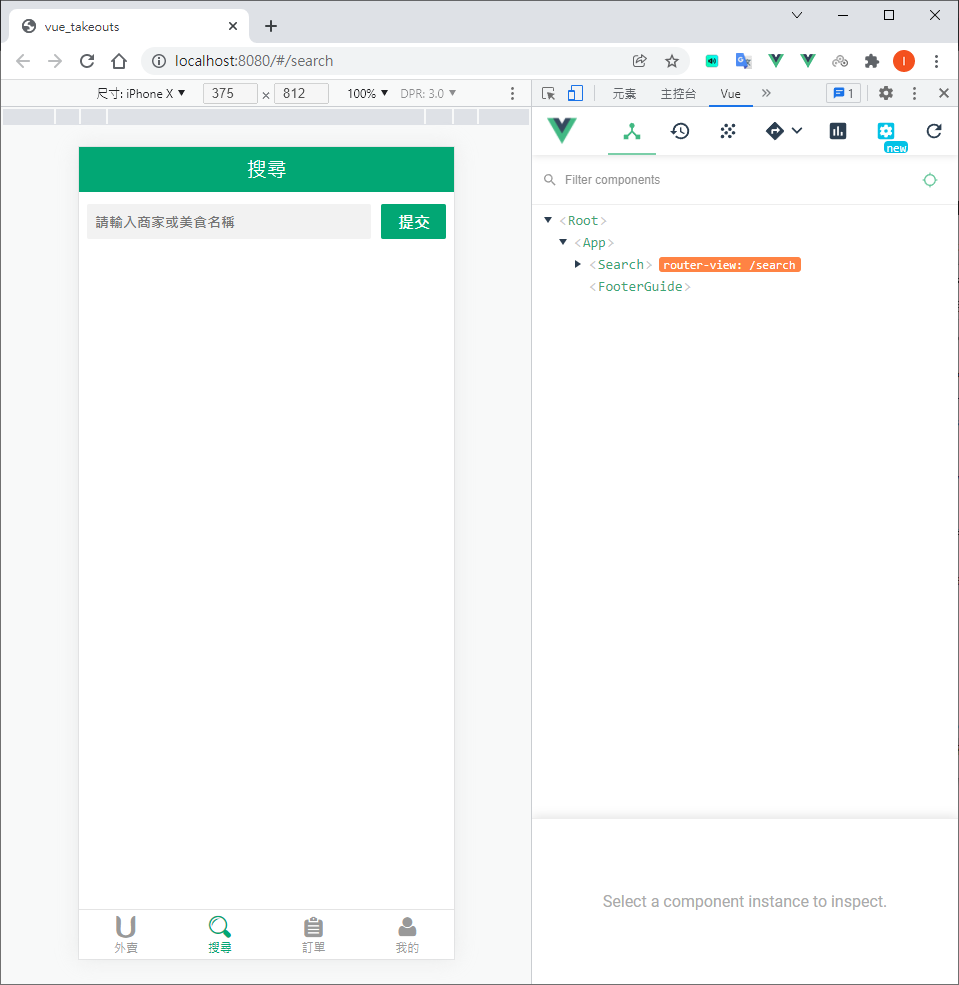 vue_takeouts
localhost:8080/#/search
尺寸: iPhone X ▼ 375 × 812 100% ▼ DPR: 3.0 ▼
元素 主控台 Vue » 1
new
搜尋
請輸入商家或美食名稱 提交
外賣 搜尋 訂單 我的
Filter components
<Root>
<App>
<Search> router-view: /search
<FooterGuide>
Select a component instance to inspect.
I